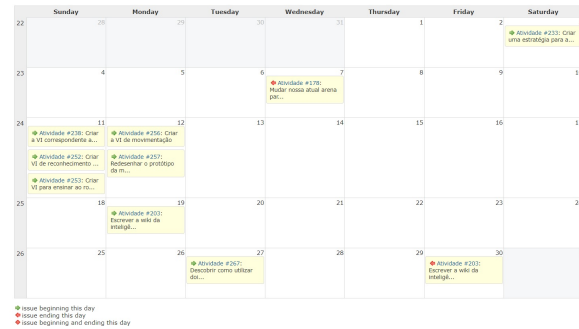 Sunday Monday Tuesday Wednesday Thursday Friday Saturday
22 28 29 30 31 1 2
Atividade #233: Criar
uma estratégia para a...
23 4 5 6 7 8 9 1
Atividade #178:
Mudar nossa atual arena
par...
24 11 12 13 14 15 16 1
Atividade #238: Criar
a VI correspondente a...
Atividade #252: Criar
VI de reconhecimento ...
Atividade #253: Criar
VI para ensinar ao ro...
Atividade #256: Criar
a VI de movimentação
Atividade #257:
Redesenhar o protótipo
da m...
25 18 19 20 21 22 23 2
Atividade #203:
Escrever a wiki da
inteligê...
26 25 26 27 28 29 30
Atividade #267:
Descobrir como utilizar
doi...
Atividade #203:
Escrever a wiki da
inteligê...
issue beginning this day
issue ending this day
issue beginning and ending this day